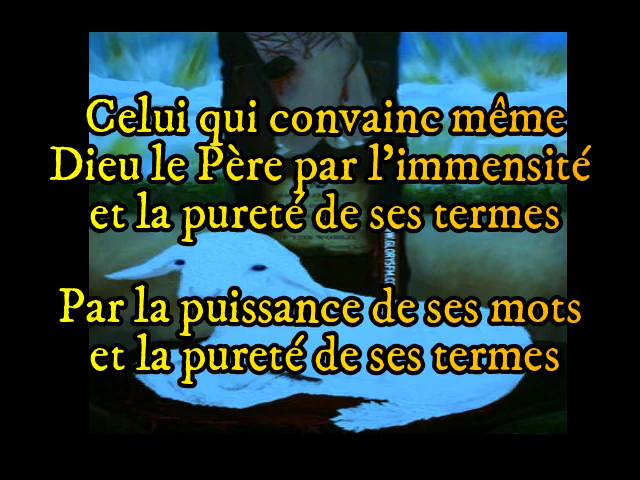 Celui qui convainc même
Dieu le Père par l'immensité
et la pureté de ses termes
Par la puissance de ses mots
et la pureté de ses termes